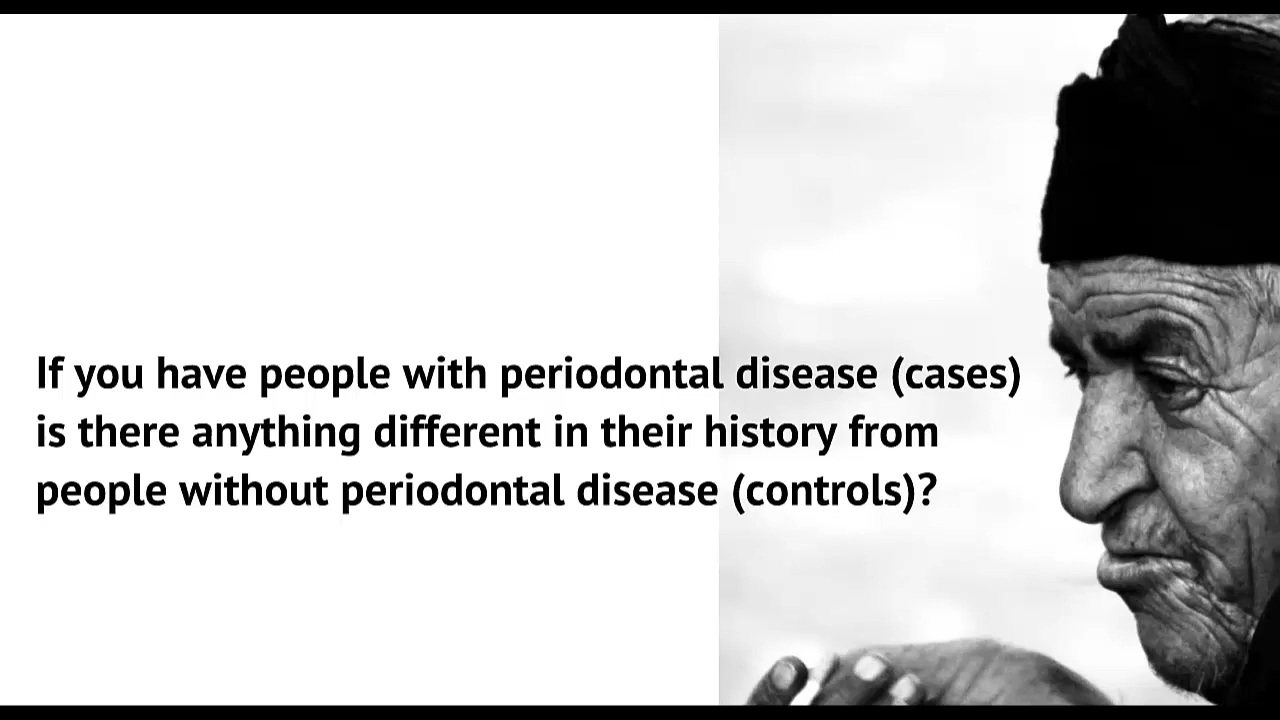 If you have people with periodontal disease (cases)
is there anything different in their history from
people without periodontal disease (controls)?